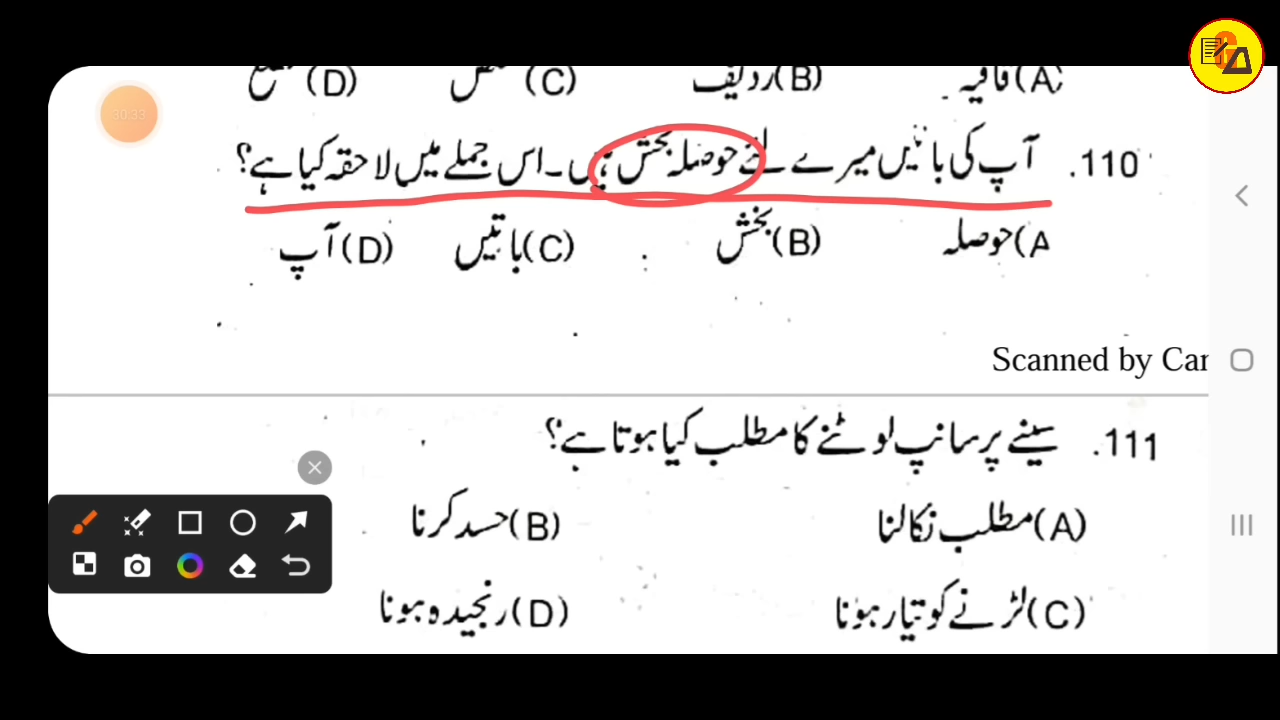 (A) قافیہ (B) ردیف (C) (D)
110. آپ کی باتیں میرے لئے حوصلہ بخش ہیں۔ اس جملے میں لاحقہ کیا ہے؟
A) حوصلہ (B) بخش (C) باتیں (D) آپ
Scanned by Car
111. سینے پر سانپ لوٹنے کا مطلب کیا ہوتا ہے؟
(A) مطلب نکالنا (B) حسد کرنا
(C) لڑنے کو تیار ہونا (D) رنجیدہ ہونا
30:33